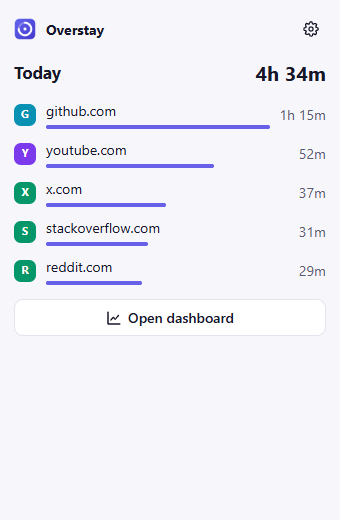 Overstay
Today 4h 34m
G github.com 1h 15m
Y youtube.com 52m
X x.com 37m
S stackoverflow.com 31m
R reddit.com 29m
Open dashboard